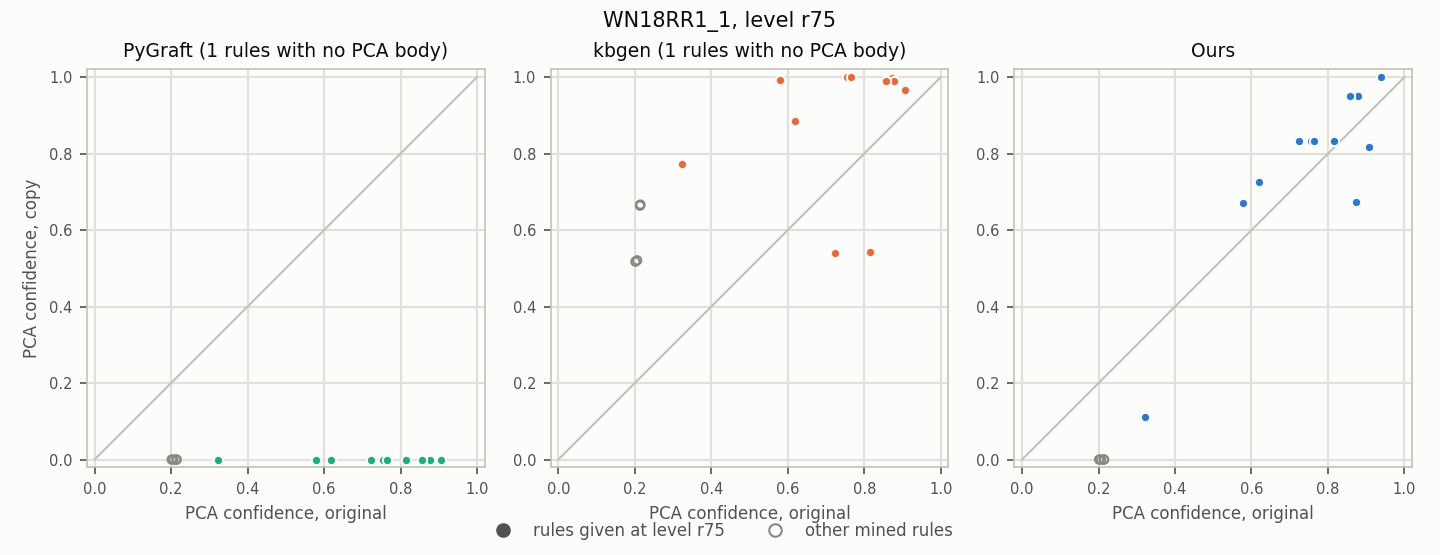 WN18RR1_1, level r75
PyGraft (1 rules with no PCA body)
kbgen (1 rules with no PCA body)
Ours
PCA confidence, copy
1.0
0.8
0.6
0.4
0.2
0.0
0.0 0.2 0.4 0.6 0.8 1.0
PCA confidence, original
1.0
0.8
0.6
0.4
0.2
0.0
0.0 0.2 0.4 0.6 0.8 1.0
PCA confidence, original
1.0
0.8
0.6
0.4
0.2
0.0
0.0 0.2 0.4 0.6 0.8 1.0
PCA confidence, original
rules given at level r75
other mined rules